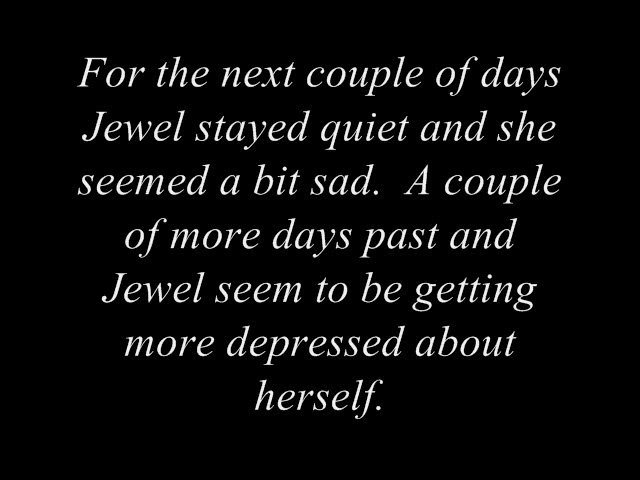 For the next couple of days
Jewel stayed quiet and she
seemed a bit sad.  A couple
of more days past and
Jewel seem to be getting
more depressed about
herself.